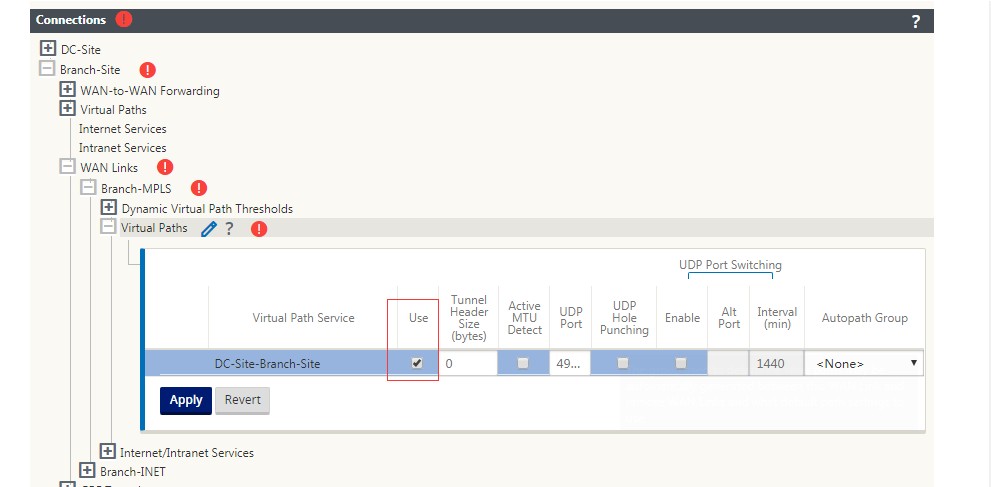 Connections ?
DC-Site
Branch-Site
WAN-to-WAN Forwarding
Virtual Paths
Internet Services
Intranet Services
WAN Links
Branch-MPLS
Dynamic Virtual Path Thresholds
Virtual Paths ?
UDP Port Switching
Virtual Path Service
Use
Tunnel
Header
Size
(bytes)
Active
MTU
Detect
UDP
Port
UDP
Hole
Punching
Enable
Alt
Port
Interval
(min)
Autopath Group
DC-Site-Branch-Site 0 49... 1440 <None>
Apply Revert
Internet/Intranet Services
Branch-INET